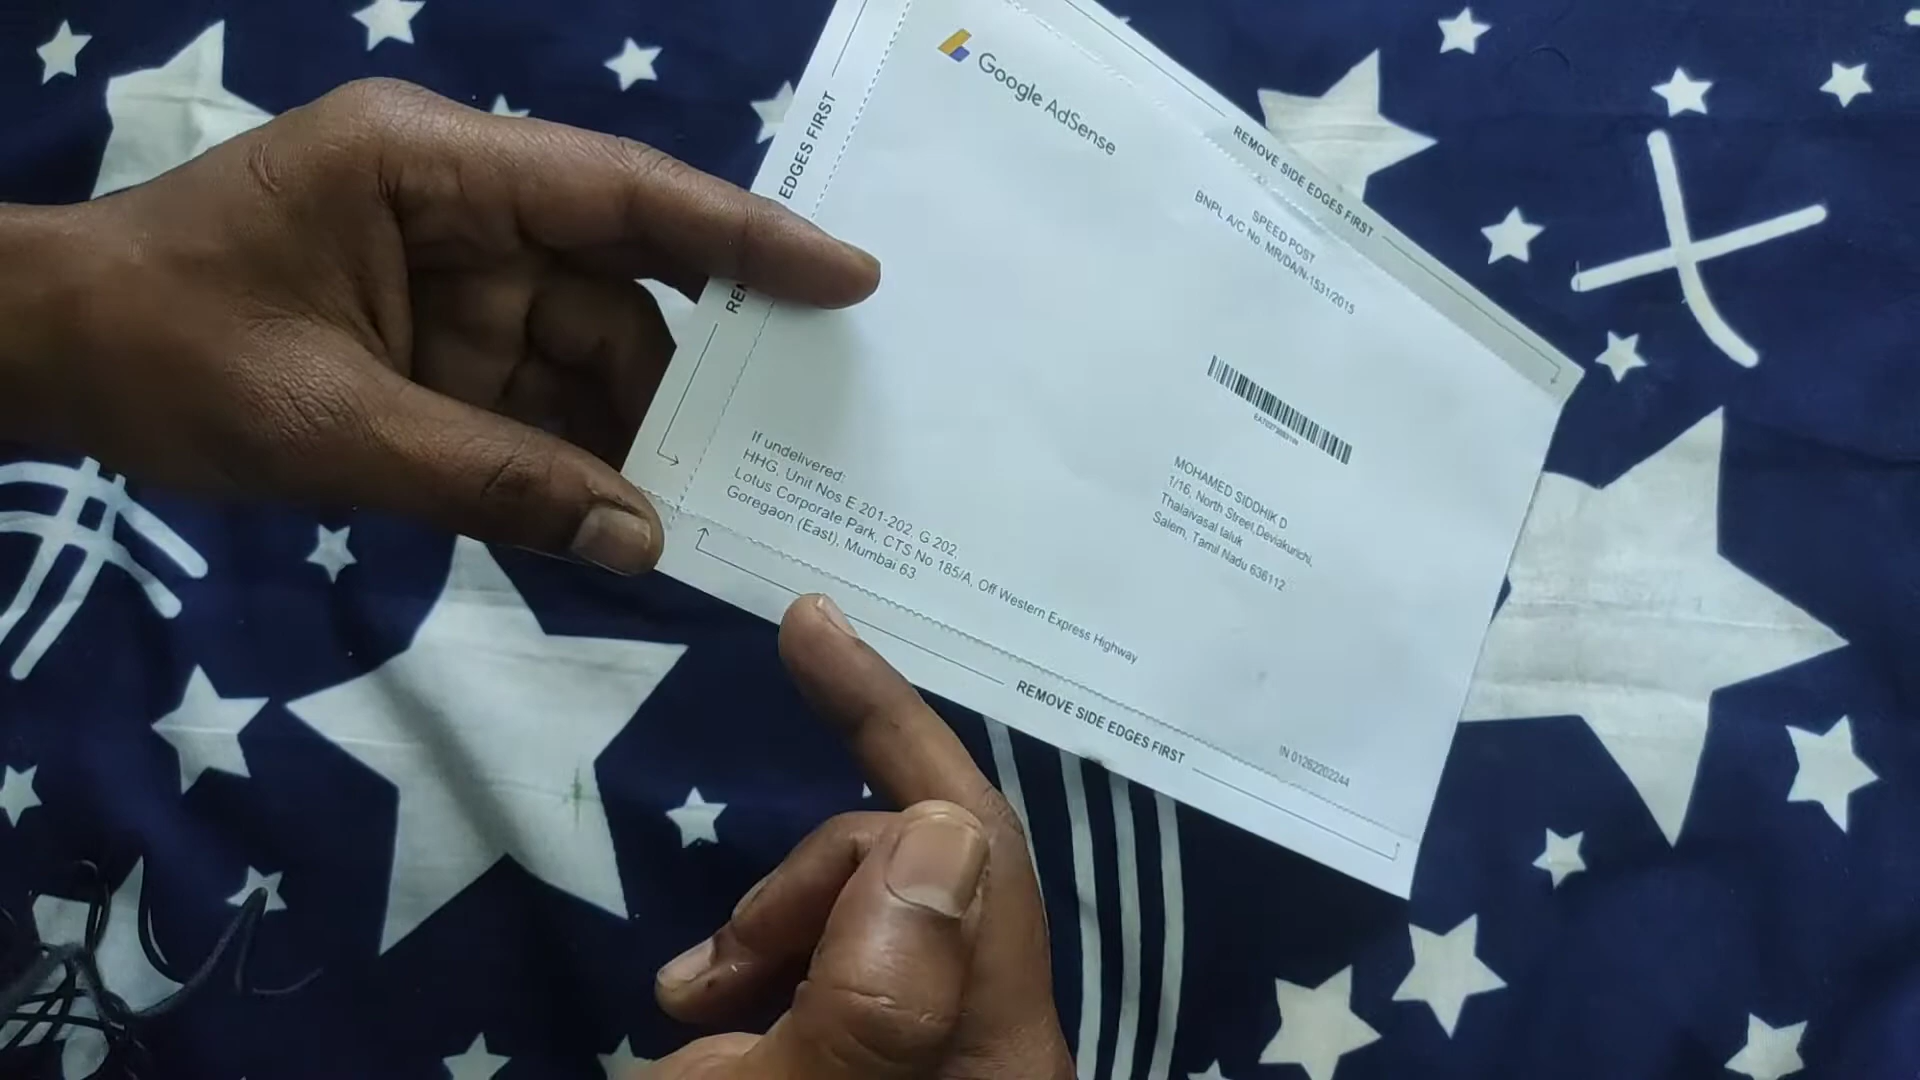 Google AdSense
EDGES FIRST
REMOVE SIDE EDGES FIRST
SPEED POST
BNPL A/C No. MR/DA/N-1531/2015
MOHAMED SIDDHIK D
1/16, North Street,Deviakurichi,
Thalaivasal taluk
Salem, Tamil Nadu 636112
If undelivered:
HHG, Unit Nos E 201-202, G 202,
Lotus Corporate Park, CTS No 185/A, Off Western Express Highway
Goregaon (East), Mumbai 63
REMOVE SIDE EDGES FIRST
IN 01262202244